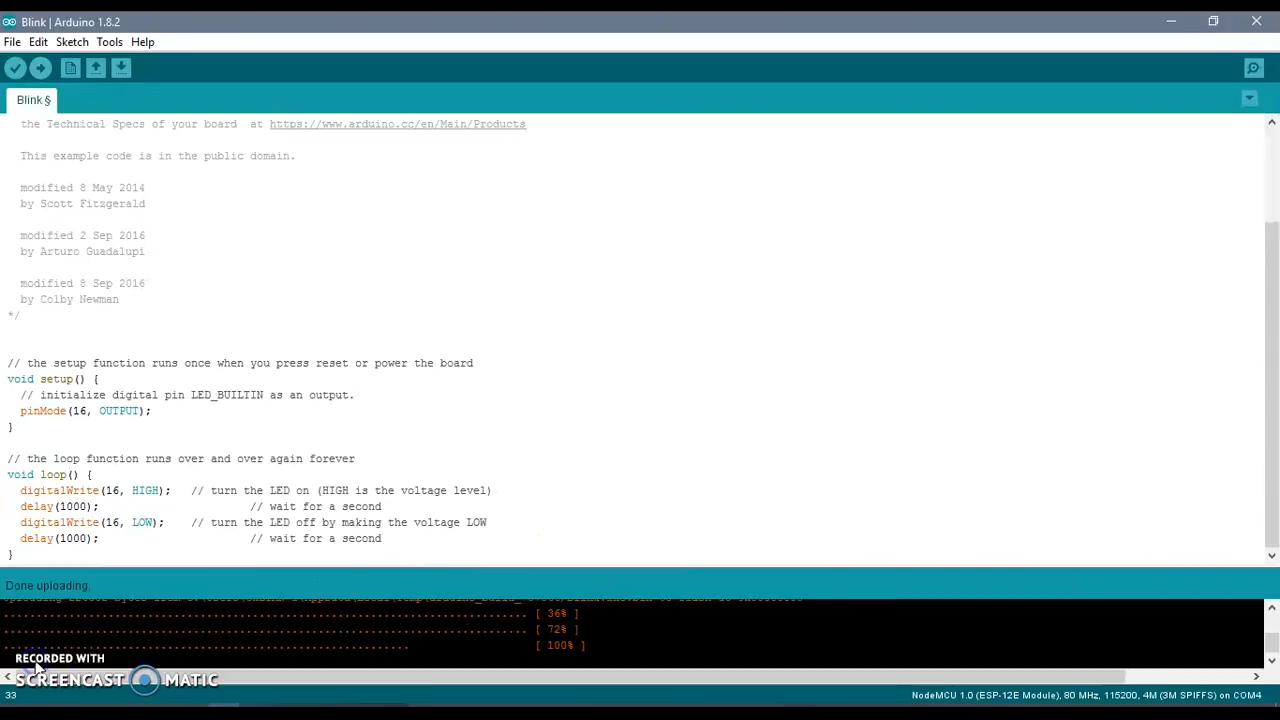 Blink | Arduino 1.8.2
File Edit Sketch Tools Help
Blink §
the Technical Specs of your board  at https://www.arduino.cc/en/Main/Products
This example code is in the public domain.
modified 8 May 2014
by Scott Fitzgerald
modified 2 Sep 2016
by Arturo Guadalupi
modified 8 Sep 2016
by Colby Newman
*/
// the setup function runs once when you press reset or power the board
void setup() {
  // initialize digital pin LED_BUILTIN as an output.
  pinMode(16, OUTPUT);
}
// the loop function runs over and over again forever
void loop() {
  digitalWrite(16, HIGH);   // turn the LED on (HIGH is the voltage level)
  delay(1000);                       // wait for a second
  digitalWrite(16, LOW);    // turn the LED off by making the voltage LOW
  delay(1000);                       // wait for a second
}
Done uploading.
................................................................................ [ 36% ]
................................................................................ [ 72% ]
.............................................................. [ 100% ]
RECORDED WITH
SCREENCAST MATIC
33 NodeMCU 1.0 (ESP-12E Module), 80 MHz, 115200, 4M (3M SPIFFS) on COM4